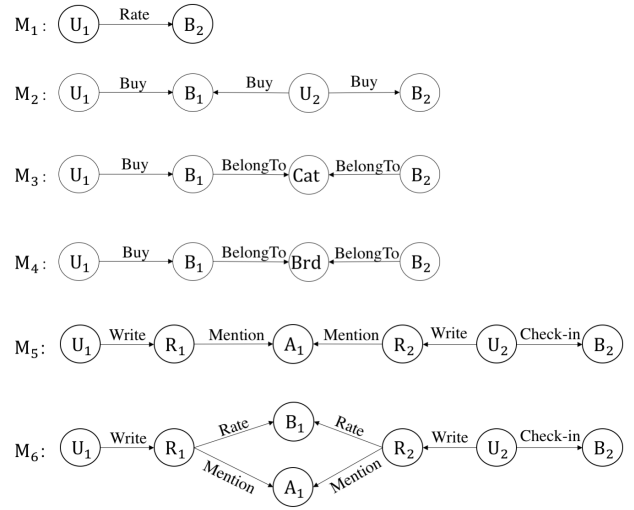 M1: U1 Rate B2
M2: U1 Buy B1 Buy U2 Buy B2
M3: U1 Buy B1 BelongTo Cat BelongTo B2
M4: U1 Buy B1 BelongTo Brd BelongTo B2
M5: U1 Write R1 Mention A1 Mention R2 Write U2 Check-in B2
B1
Rate Rate
M6: U1 Write R1 R2 Write U2 Check-in B2
Mention Mention
A1